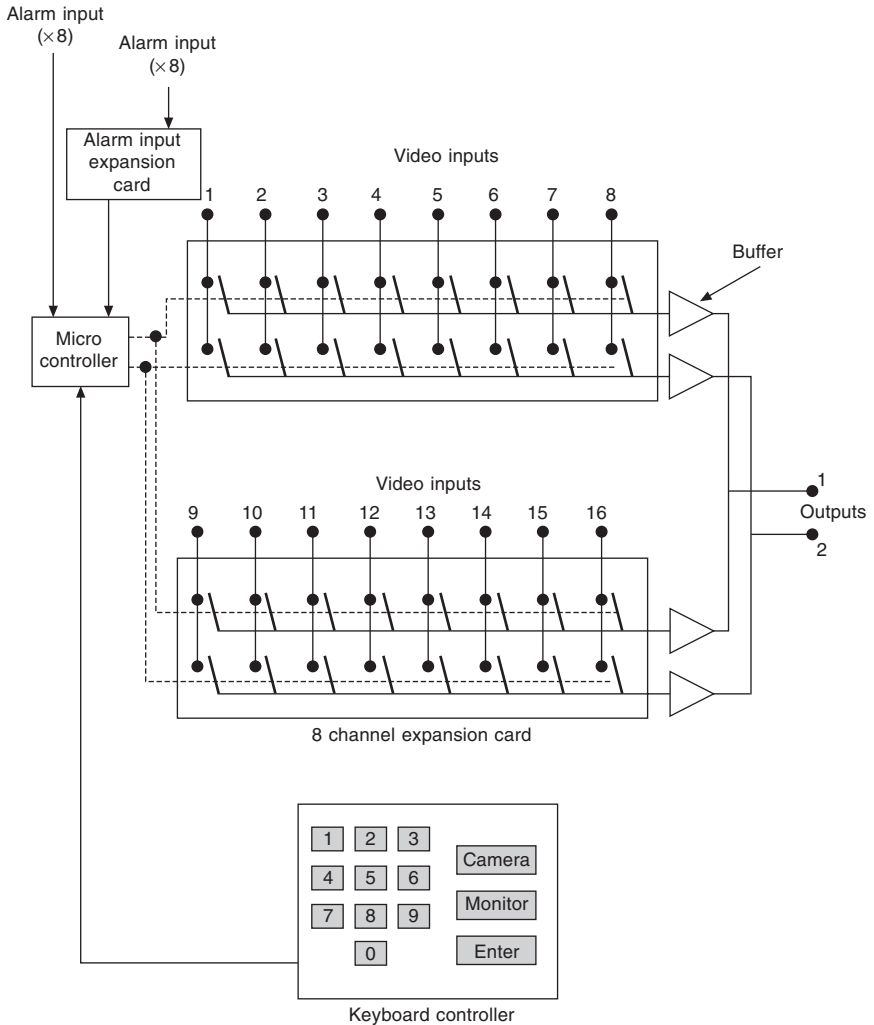 Alarm input
(×8)
Alarm input
(×8)
Alarm input
expansion
card
Video inputs
1 2 3 4 5 6 7 8
Buffer
Micro
controller
Video inputs
9 10 11 12 13 14 15 16
1
Outputs
2
8 channel expansion card
1 2 3
Camera
4 5 6
Monitor
7 8 9
Enter
0
Keyboard controller